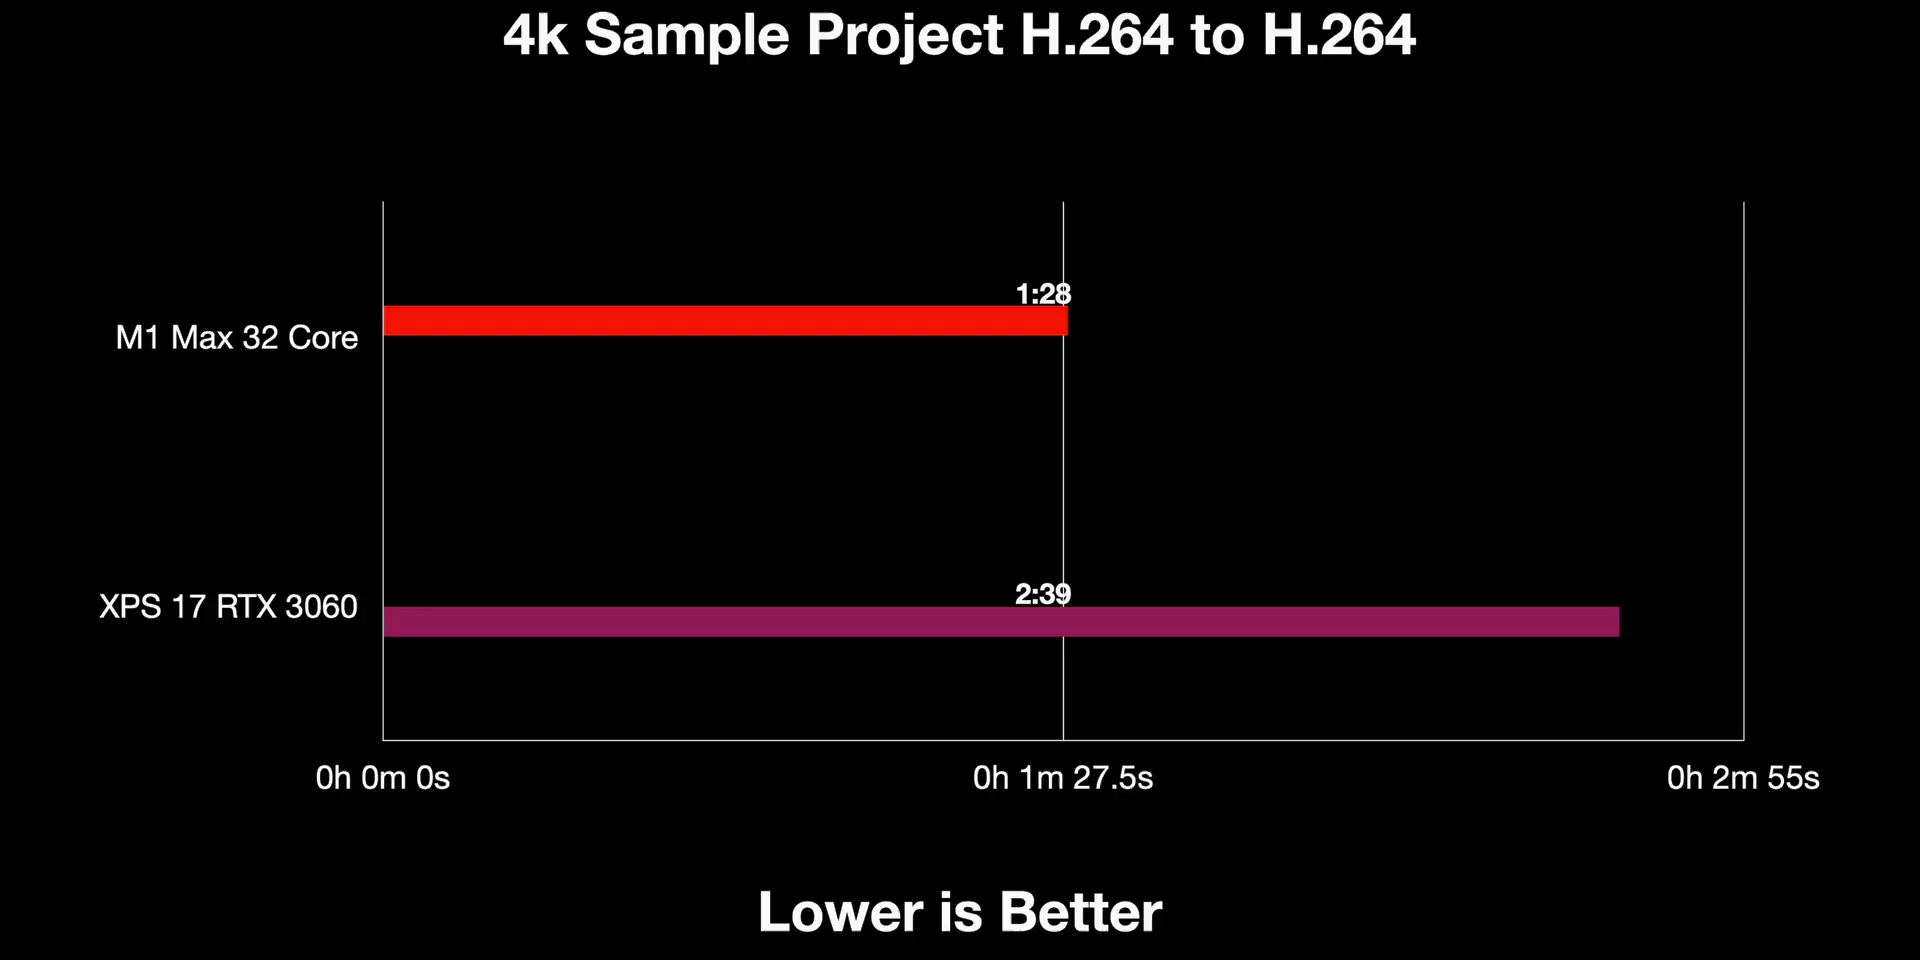 4k Sample Project H.264 to H.264
1:28
M1 Max 32 Core
2:39
XPS 17 RTX 3060
0h 0m 0s
0h 1m 27.5s
0h 2m 55s
Lower is Better